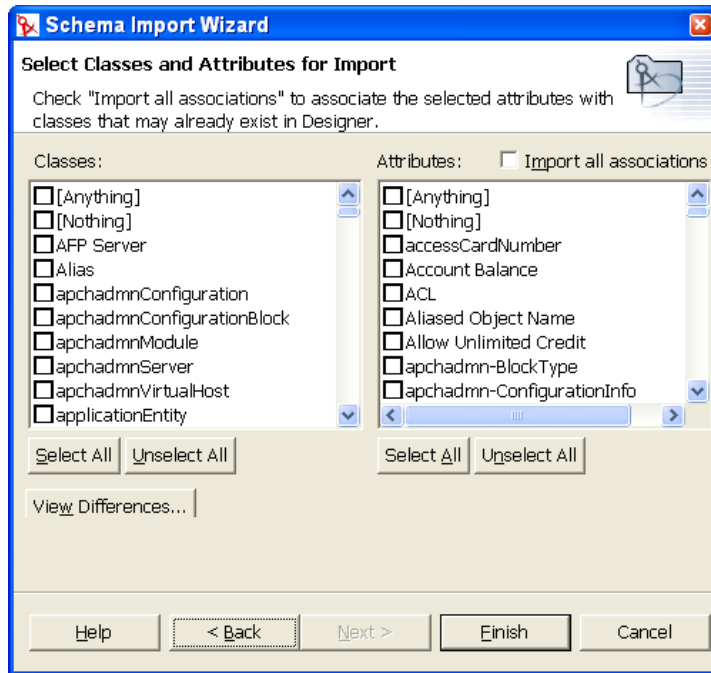 Schema Import Wizard
Select Classes and Attributes for Import
Check "Import all associations" to associate the selected attributes with
classes that may already exist in Designer.
Classes:
[Anything]
[Nothing]
AFP Server
Alias
apchadmnConfiguration
apchadmnConfigurationBlock
apchadmnModule
apchadmnServer
apchadmnVirtualHost
applicationEntity
Select All
Unselect All
Attributes:
Import all associations
[Anything]
[Nothing]
accessCardNumber
Account Balance
ACL
Aliased Object Name
Allow Unlimited Credit
apchadmn-BlockType
apchadmn-ConfigurationInfo
Select All
Unselect All
View Differences...
Help
< Back
Next >
Finish
Cancel